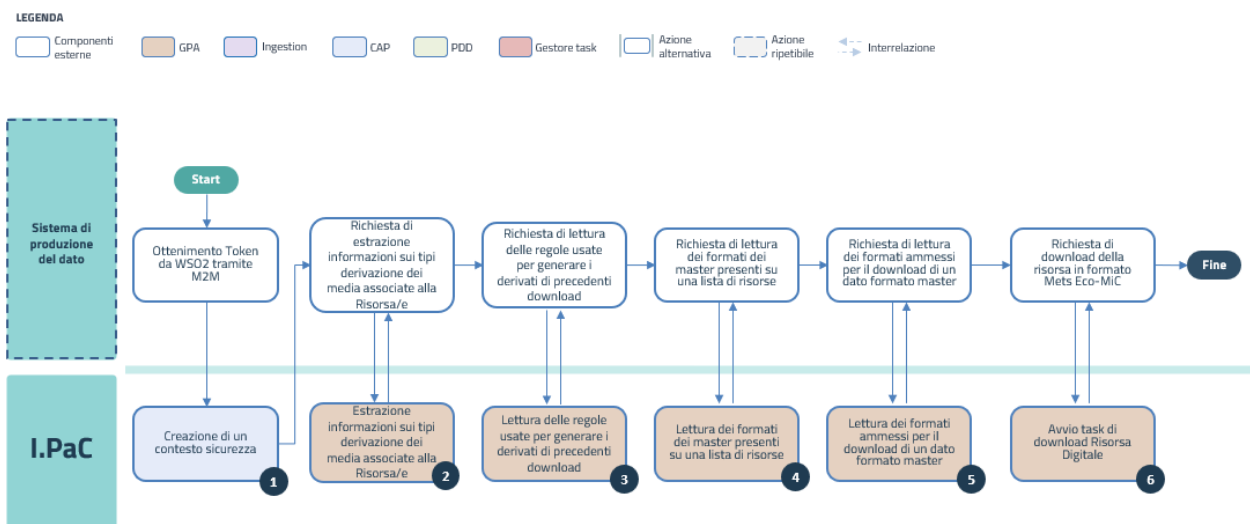 LEGENDA
Componenti
esterne
GPA
Ingestion
CAP
PDD
Gestore task
Azione
alternativa
Azione
ripetibile
Interrelazione
Sistema di
produzione
del dato
Start
Ottenimento Token
da WSO2 tramite
M2M
Richiesta di
estrazione
informazioni sui tipi
derivazione dei
media associate alla
Risorsa/e
Richiesta di lettura
delle regole usate
per generare i
derivati di precedenti
download
Richiesta di lettura
dei formati dei
master presenti su
una lista di risorse
Richiesta di lettura
dei formati ammessi
per il download di un
dato formato master
Richiesta di
download della
risorsa in formato
Mets Eco-MiC
Fine
I.PaC
Creazione di un
contesto sicurezza
1
Estrazione
informazioni sui tipi
derivazione dei
media associate alla
Risorsa/e
2
Lettura delle regole
usate per generare i
derivati di precedenti
download
3
Lettura dei formati
dei master presenti
su una lista di risorse
4
Lettura dei formati
ammessi per il
download di un dato
formato master
5
Avvio task di
download Risorsa
Digitale
6